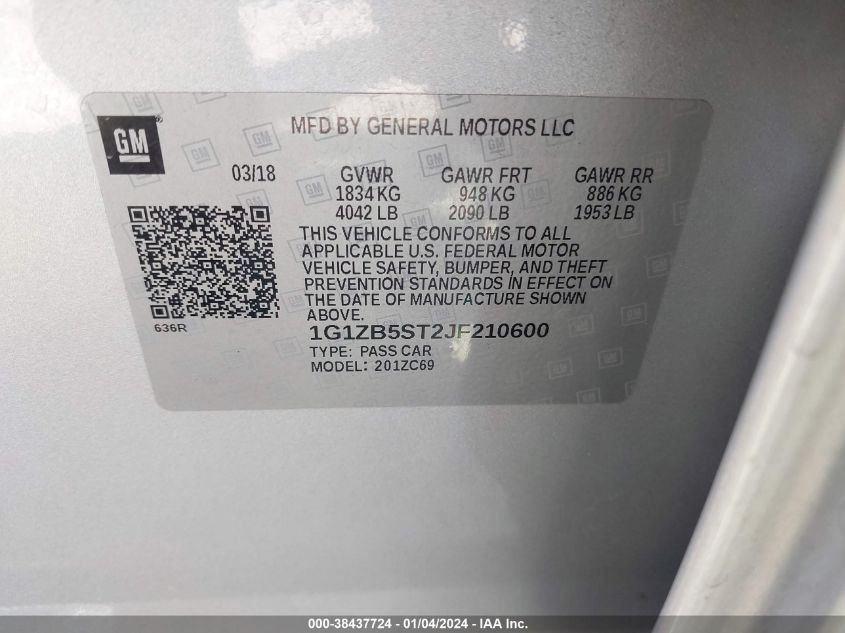 GM
MFD BY GENERAL MOTORS LLC
03/18
GVWR GAWR FRT GAWR RR
1834 KG 948 KG 886 KG
4042 LB 2090 LB 1953 LB
THIS VEHICLE CONFORMS TO ALL
APPLICABLE U.S. FEDERAL MOTOR
VEHICLE SAFETY, BUMPER, AND THEFT
PREVENTION STANDARDS IN EFFECT ON
THE DATE OF MANUFACTURE SHOWN
ABOVE.
636R
1G1ZB5ST2JF210600
TYPE: PASS CAR
MODEL: 201ZC69
000-38437724 - 01/04/2024 - IAA Inc.